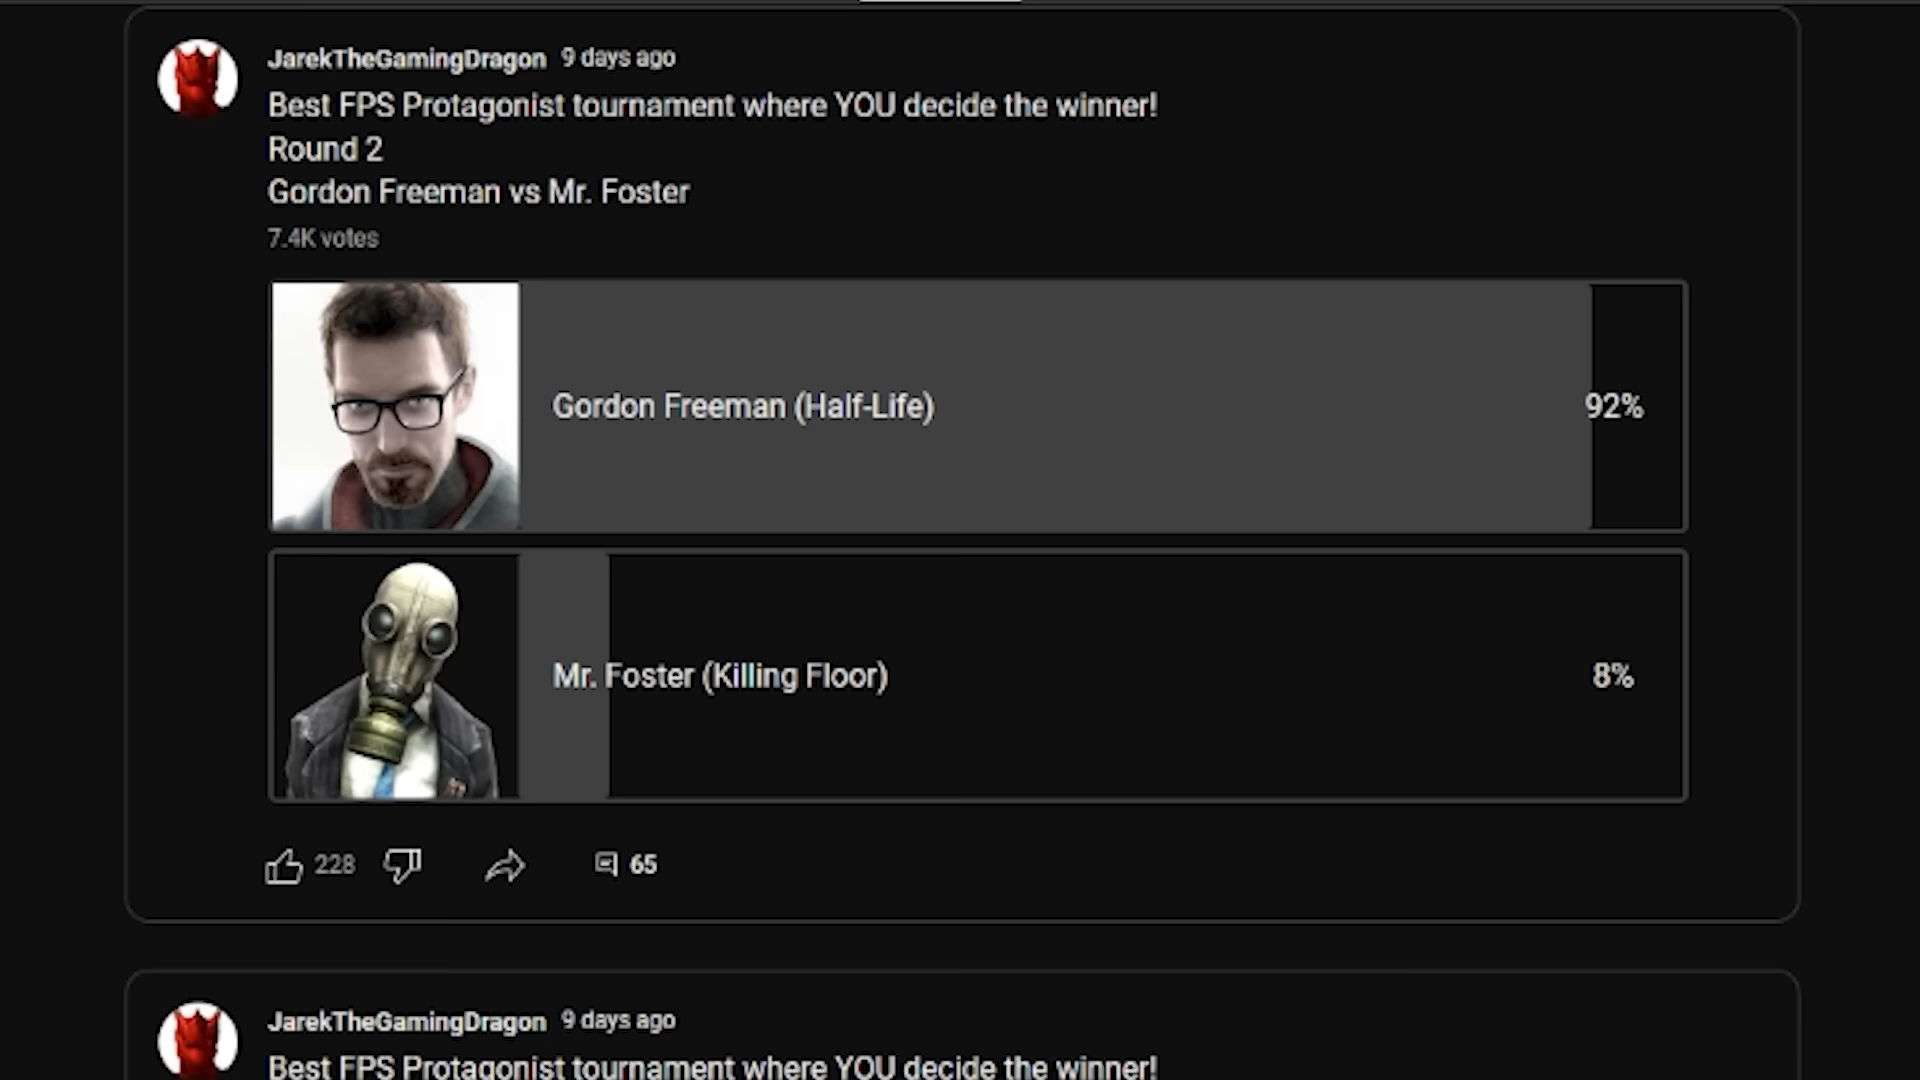 JarekTheGamingDragon 9 days ago
Best FPS Protagonist tournament where YOU decide the winner!
Round 2
Gordon Freeman vs Mr. Foster
7.4K votes
Gordon Freeman (Half-Life) 92%
Mr. Foster (Killing Floor) 8%
228 65
JarekTheGamingDragon 9 days ago
Best FPS Protagonist tournament where YOU decide the winner!